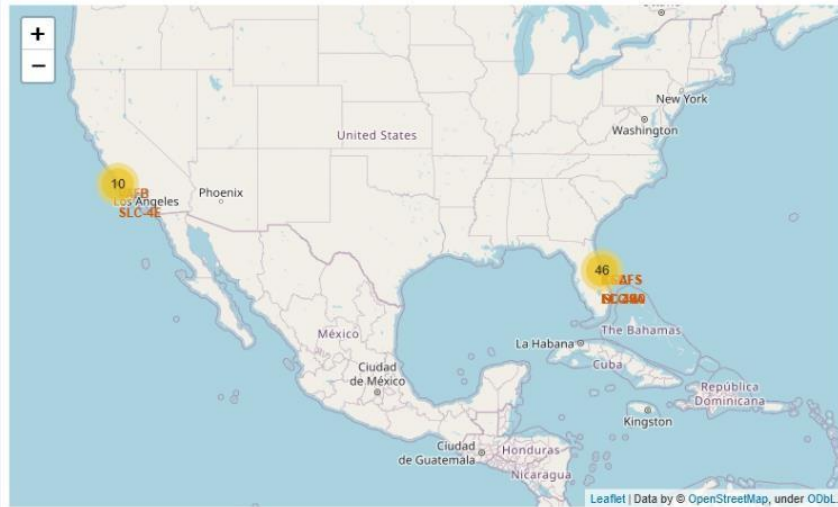 +
−
Ottawa
New York
Washington
United States
10
Los Angeles
SLC-4E
Phoenix
46
The Bahamas
La Habana
Cuba
México
Ciudad
de México
República
Dominicana
Kingston
Ciudad
de Guatemala
Honduras
Nicaragua
Leaflet | Data by © OpenStreetMap, under ODbL.